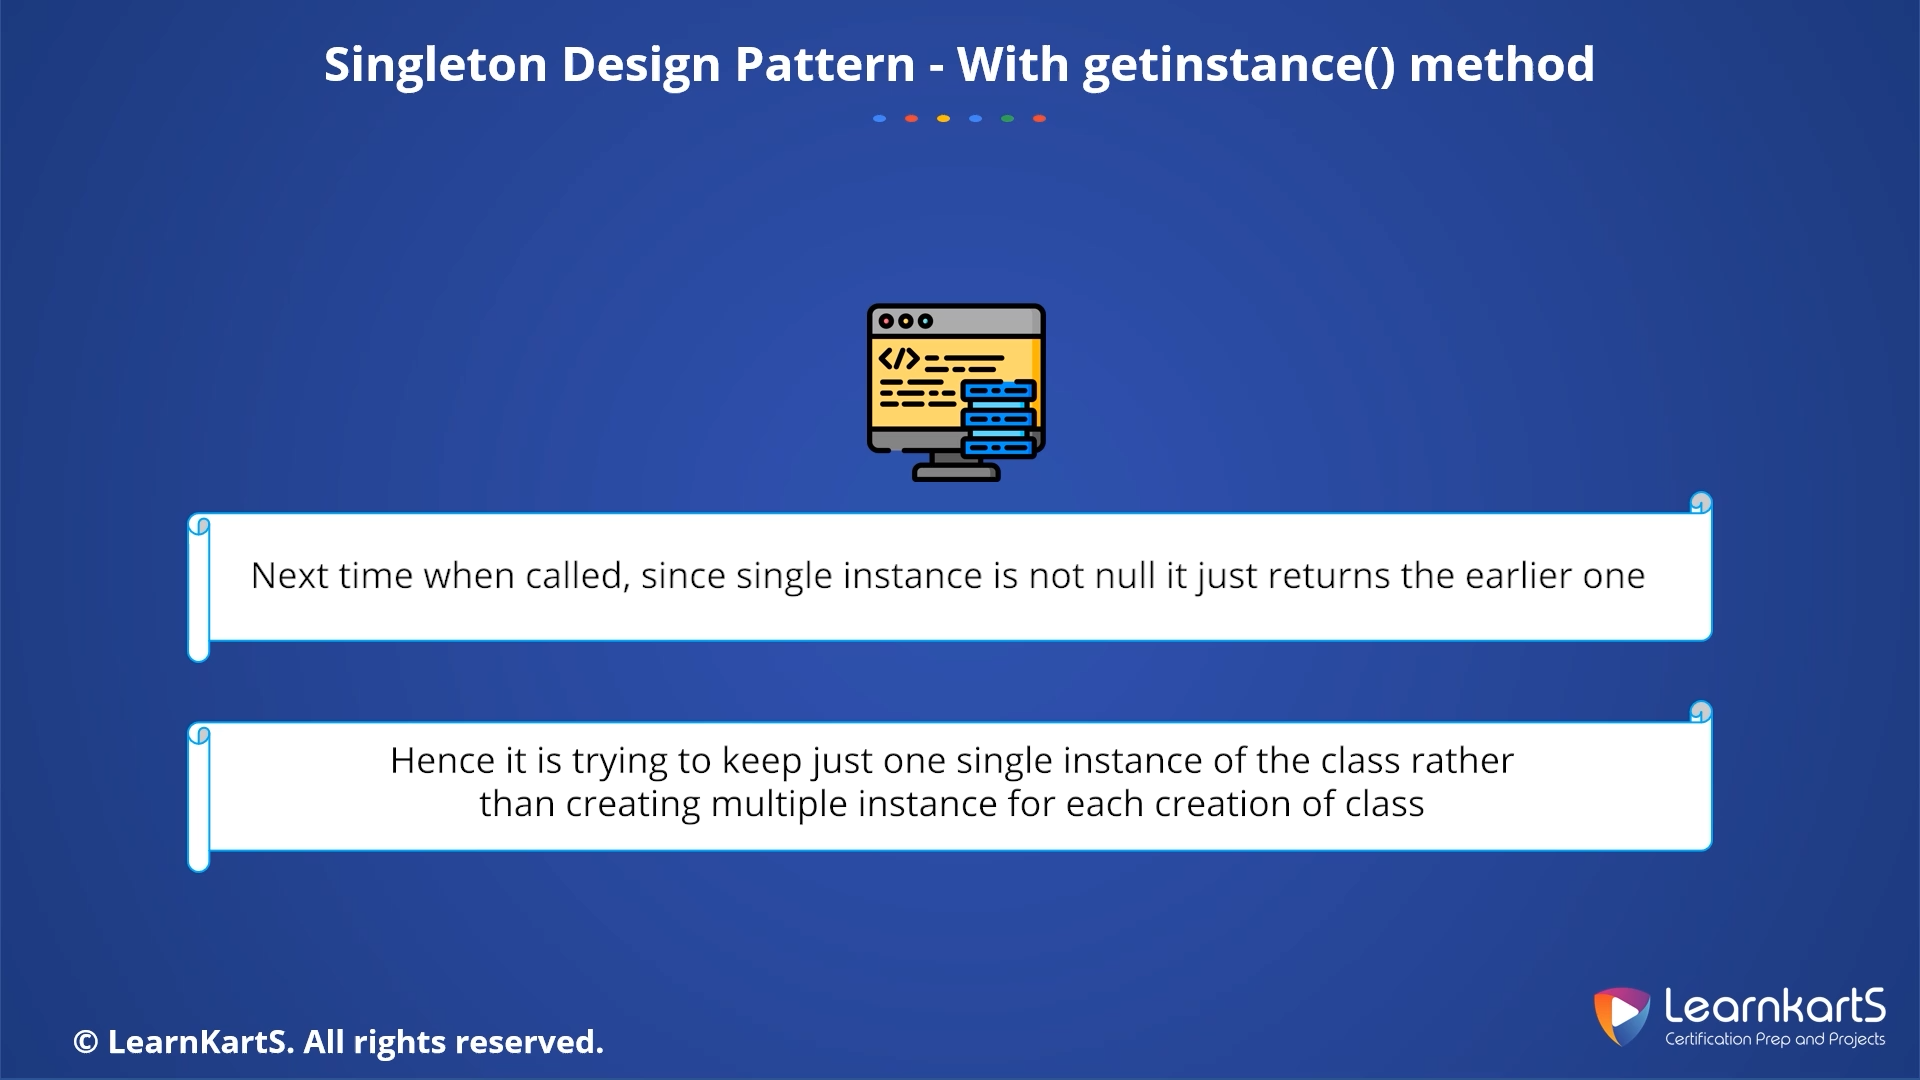 Singleton Design Pattern - With getinstance() method
</>
Next time when called, since single instance is not null it just returns the earlier one
Hence it is trying to keep just one single instance of the class rather
than creating multiple instance for each creation of class
© LearnKartS. All rights reserved.
LearnkartS
Certification Prep and Projects